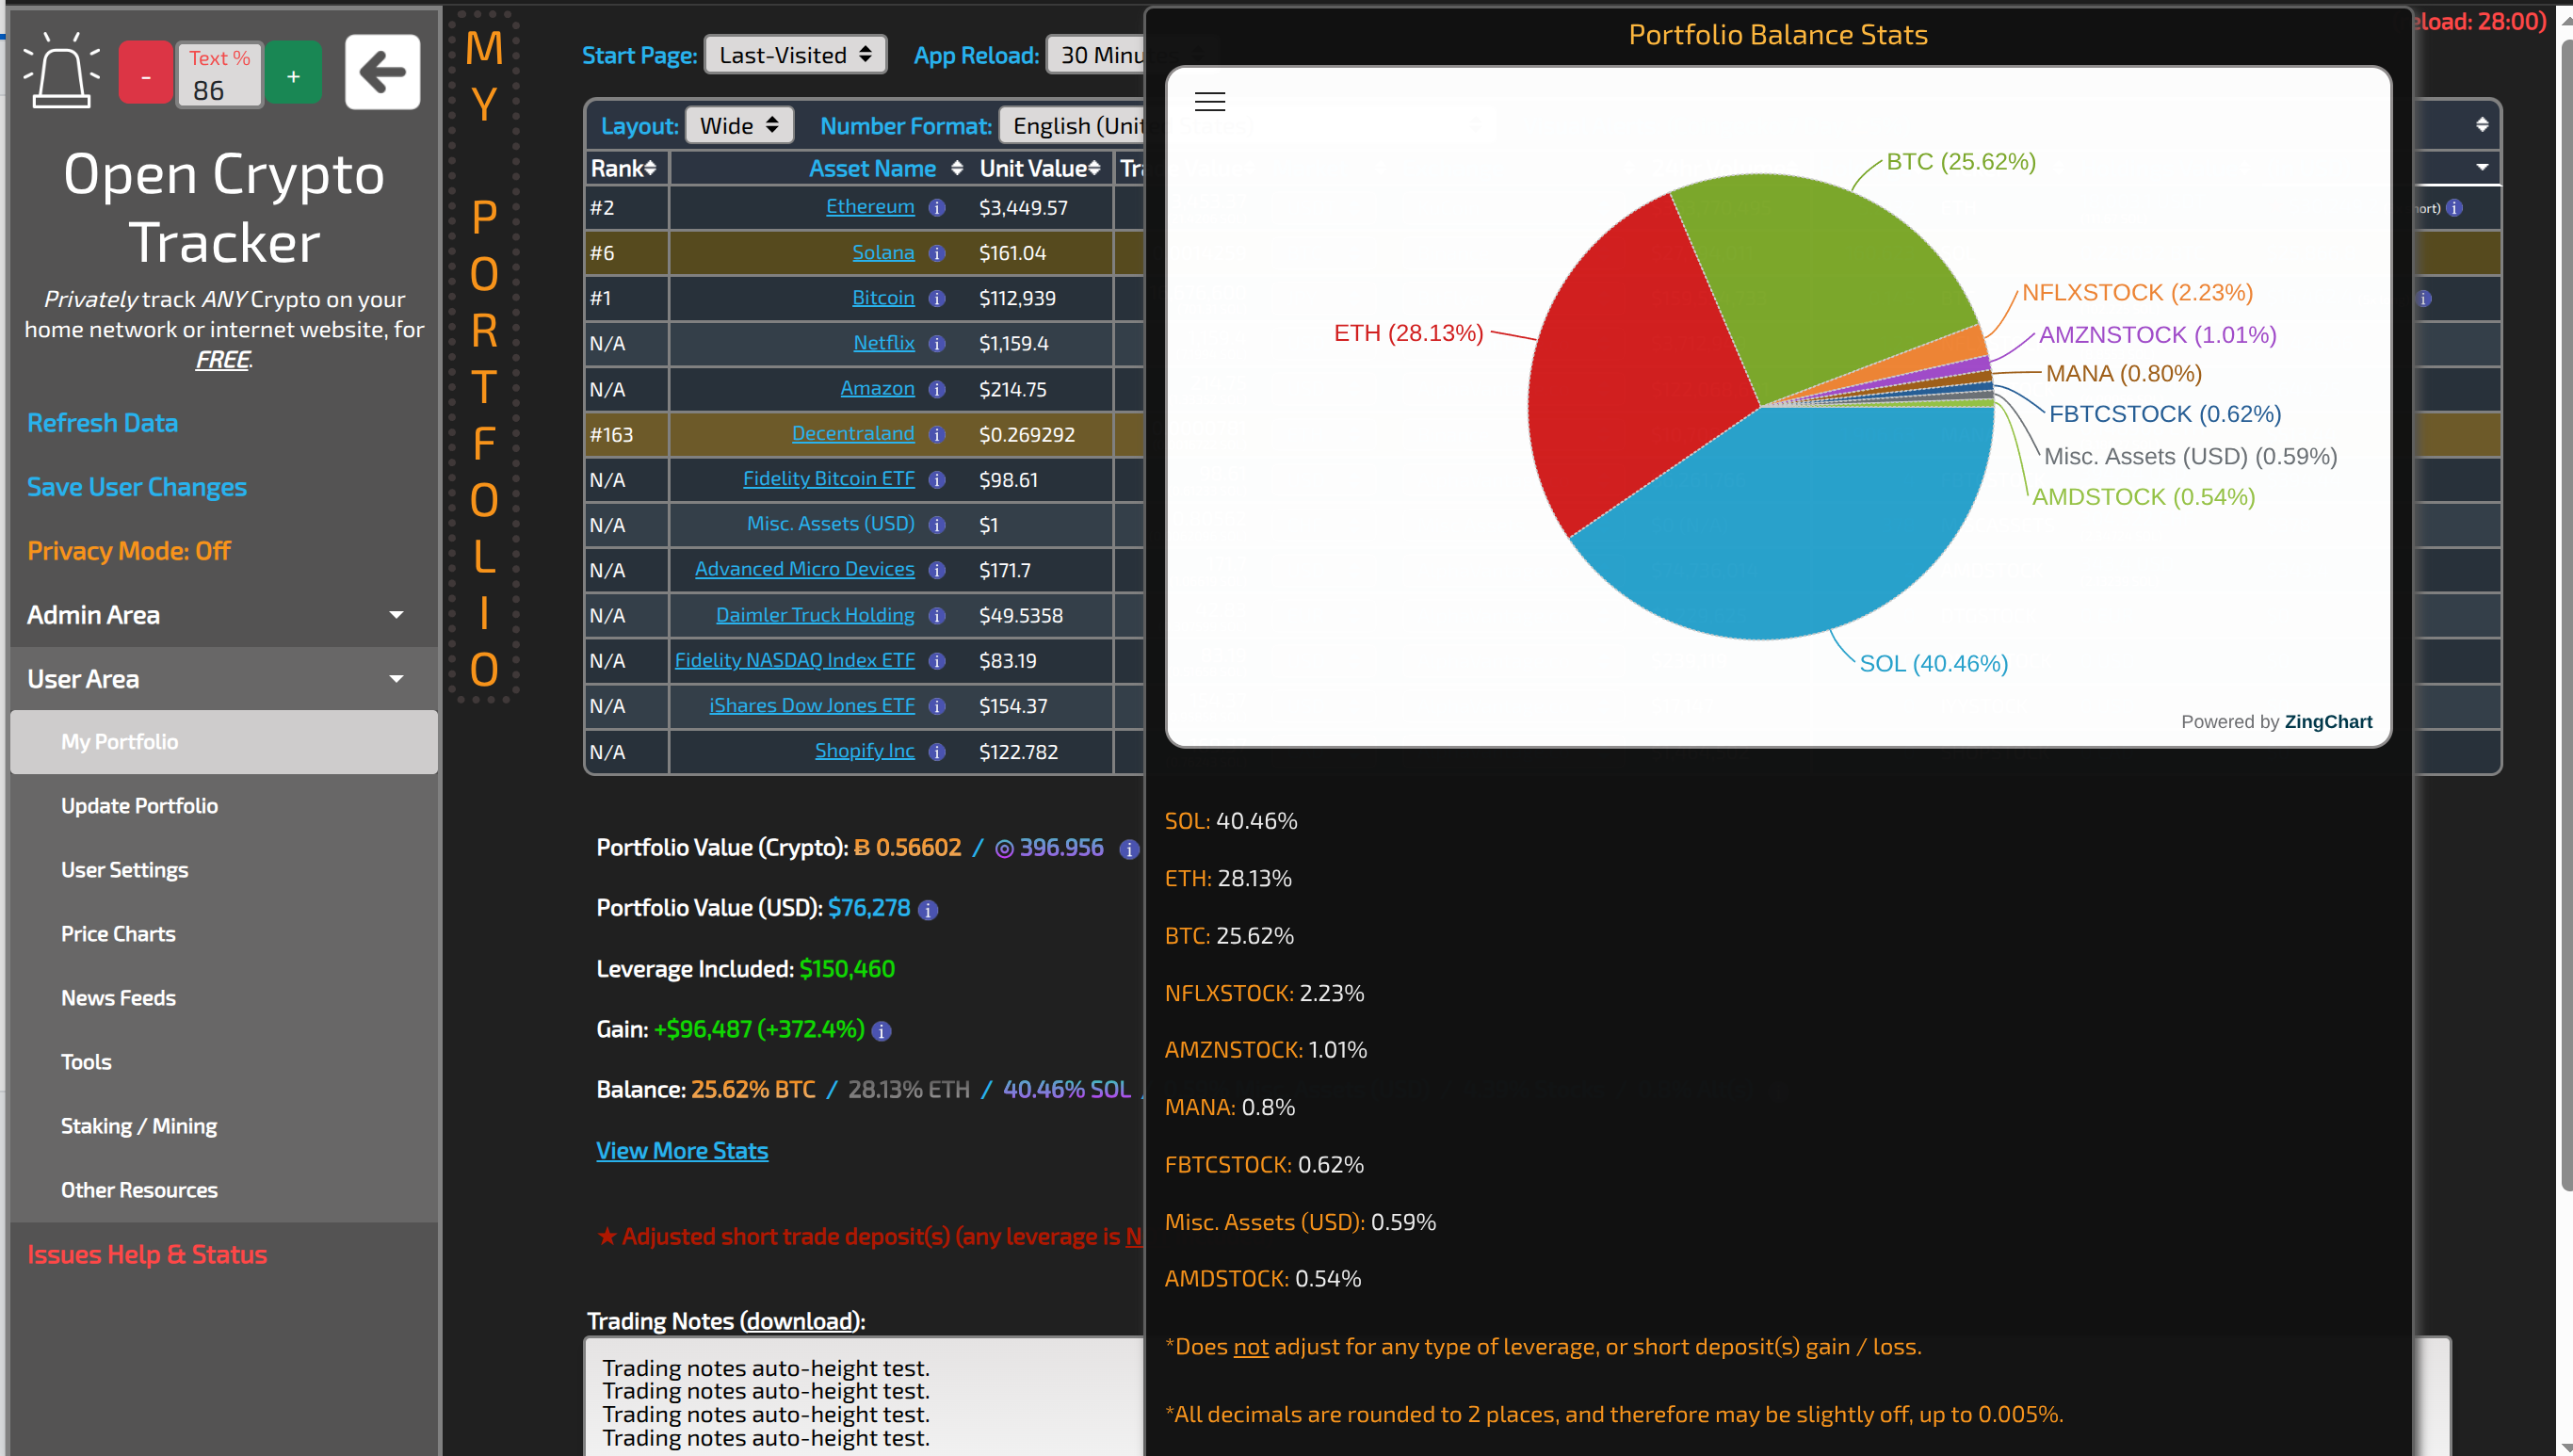 Text %
-
86
+
Open Crypto
Tracker
Privately track ANY Crypto on your
home network or internet website, for
FREE.
Refresh Data
Save User Changes
Privacy Mode: Off
Admin Area
User Area
My Portfolio
Update Portfolio
User Settings
Price Charts
News Feeds
Tools
Staking / Mining
Other Resources
Issues Help & Status
MY PORTFOLIO
Start Page: Last-Visited App Reload: 30 Minu
eload: 28:00)
Layout: Wide Number Format: English (Unit
Rank Asset Name Unit Value Tr
#2 Ethereum i $3,449.57
#6 Solana i $161.04
#1 Bitcoin i $112,939
N/A Netflix i $1,159.4
N/A Amazon i $214.75
#163 Decentraland i $0.269292
N/A Fidelity Bitcoin ETF i $98.61
N/A Misc. Assets (USD) i $1
N/A Advanced Micro Devices i $171.7
N/A Daimler Truck Holding i $49.5358
N/A Fidelity NASDAQ Index ETF i $83.19
N/A iShares Dow Jones ETF i $154.37
N/A Shopify Inc i $122.782
ort) i
i
Portfolio Value (Crypto): Ƀ 0.56602 / ◎ 396.956 i
Portfolio Value (USD): $76,278 i
Leverage Included: $150,460
Gain: +$96,487 (+372.4%) i
Balance: 25.62% BTC / 28.13% ETH / 40.46% SOL /
View More Stats
★ Adjusted short trade deposit(s) (any leverage is N
Trading Notes (download):
Trading notes auto-height test.
Trading notes auto-height test.
Trading notes auto-height test.
Trading notes auto-height test.
Portfolio Balance Stats
BTC (25.62%)
NFLXSTOCK (2.23%)
ETH (28.13%)
AMZNSTOCK (1.01%)
MANA (0.80%)
FBTCSTOCK (0.62%)
Misc. Assets (USD) (0.59%)
AMDSTOCK (0.54%)
SOL (40.46%)
Powered by ZingChart
SOL: 40.46%
ETH: 28.13%
BTC: 25.62%
NFLXSTOCK: 2.23%
AMZNSTOCK: 1.01%
MANA: 0.8%
FBTCSTOCK: 0.62%
Misc. Assets (USD): 0.59%
AMDSTOCK: 0.54%
*Does not adjust for any type of leverage, or short deposit(s) gain / loss.
*All decimals are rounded to 2 places, and therefore may be slightly off, up to 0.005%.